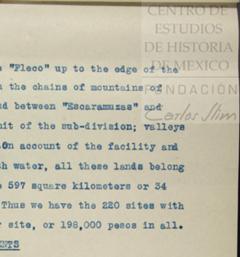 CENTRO DE
ESTUDIOS
DE HISTORIA
DE MEXICO
FUNDACIÓN
Carlos Slim
"Fleco" up to the edge of the
the chains of mountains of
between "Escaramuzas" and
of the sub-division; valleys
on account of the facility and
water, all these lands belong
597 square kilometers or 34
Thus we have the 220 sites with
site, or 198,000 pesos in all.